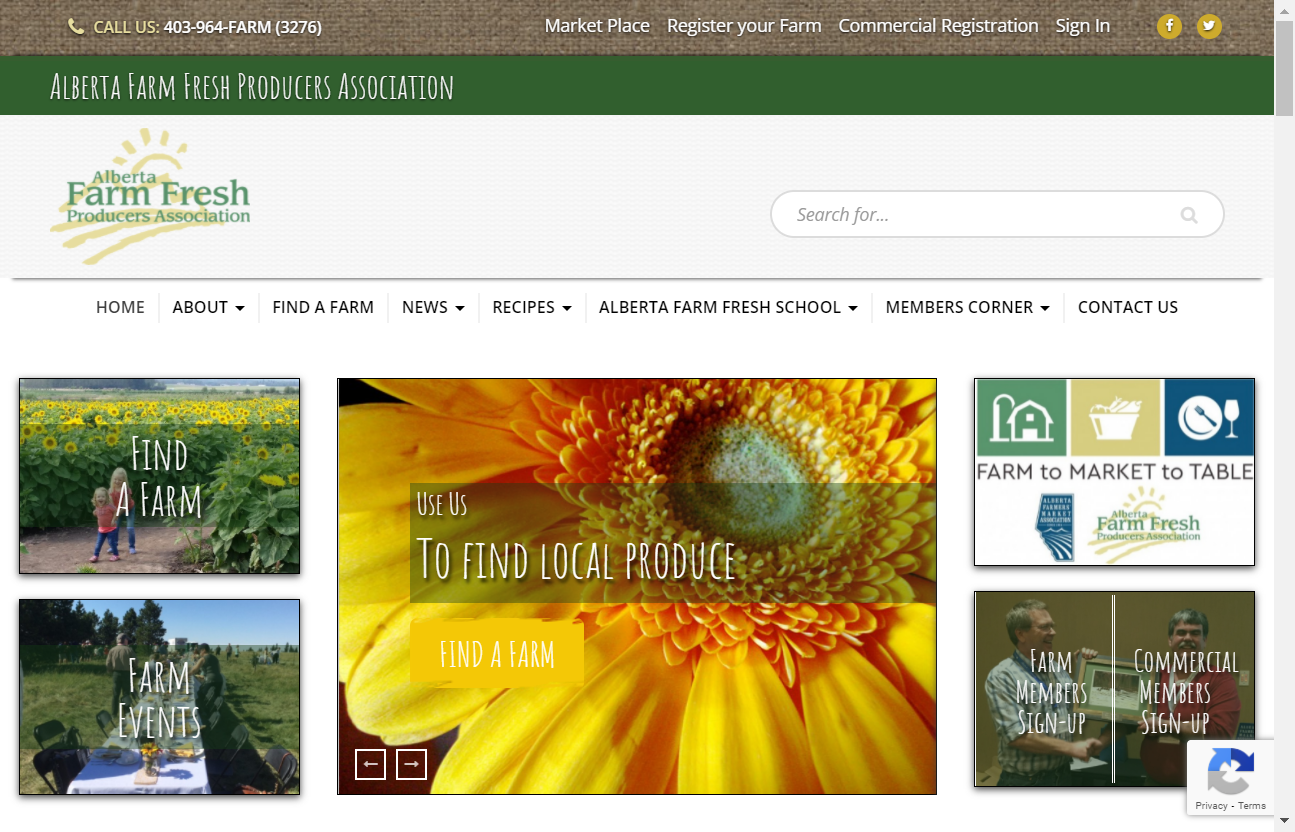 CALL US: 403-964-FARM (3276)
Market Place Register your Farm Commercial Registration Sign In
Alberta Farm Fresh Producers Association
Alberta
Farm Fresh
Producers Association
Search for...
HOME ABOUT FIND A FARM NEWS RECIPES ALBERTA FARM FRESH SCHOOL MEMBERS CORNER CONTACT US
Find
A Farm
Farm
Events
Use Us
To find local produce
FIND A FARM
FARM to MARKET to TABLE
ALBERTA
FARMERS'
MARKET
ASSOCIATION
Alberta
Farm Fresh
Producers Association
Farm
Members
Sign-up
Commercial
Members
Sign-up
Privacy - Terms